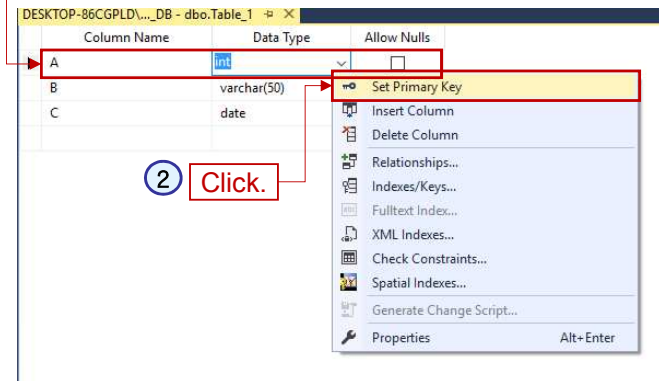 DESKTOP-86CGPLD\..._DB - dbo.Table_1
Column Name Data Type Allow Nulls
A int
B varchar(50)
C date
Set Primary Key
Insert Column
Delete Column
Relationships...
Indexes/Keys...
Fulltext Index...
XML Indexes...
Check Constraints...
Spatial Indexes...
Generate Change Script...
Properties Alt+Enter
2 Click.